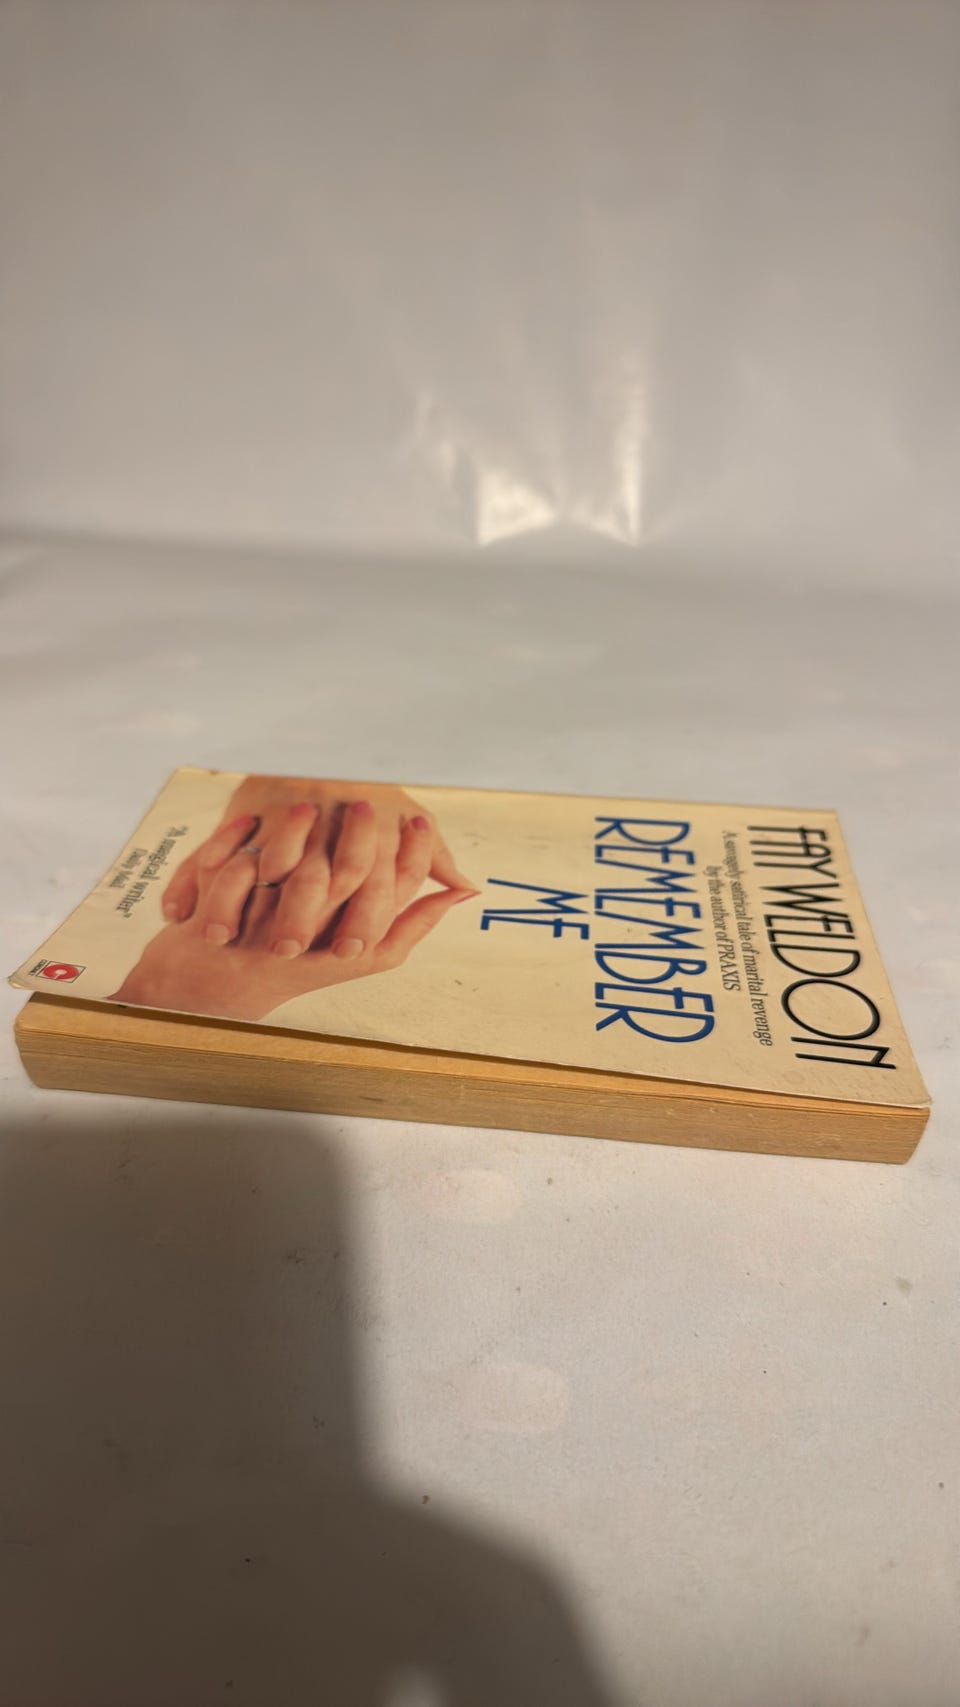 FAY WELDON
A savagely satirical tale of marital revenge
by the author of PRAXIS
REMEMBER
ME
"A magical writer"
Daily Mail
CORONET